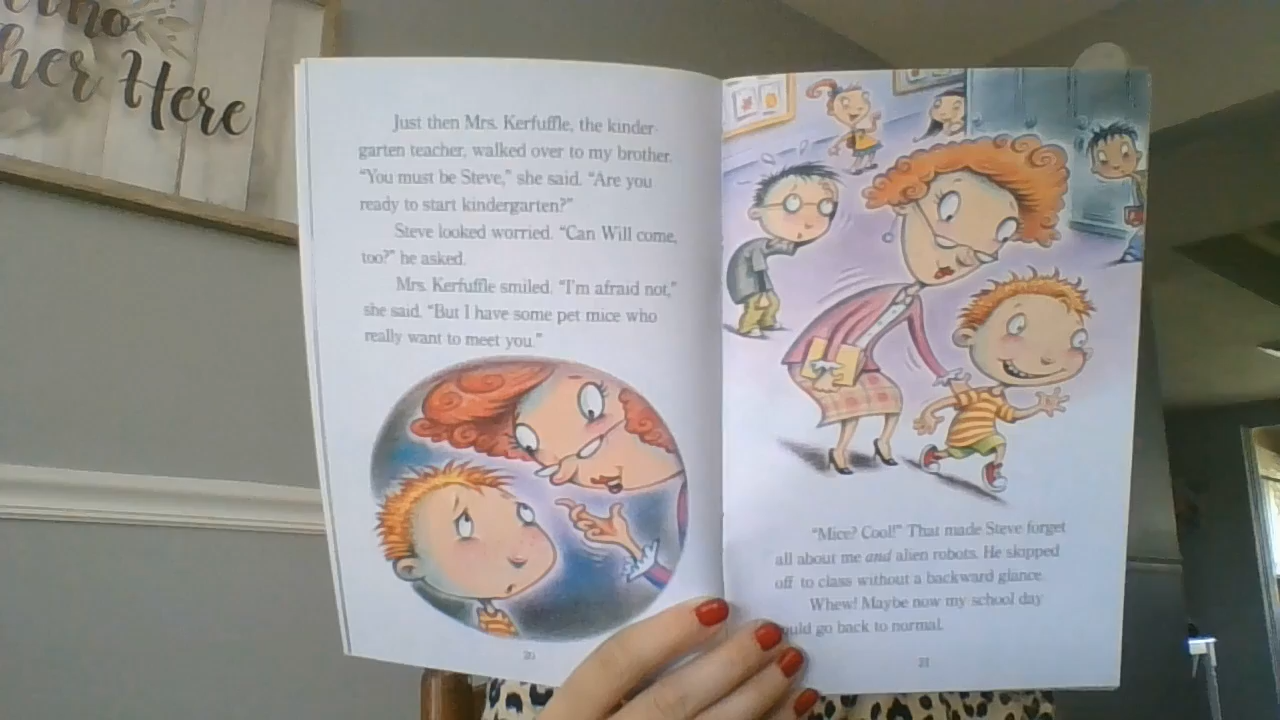 her Here
Just then Mrs. Kerfuffle, the kinder-
garten teacher, walked over to my brother.
"You must be Steve," she said. "Are you
ready to start kindergarten?"
Steve looked worried. "Can Will come,
too?" he asked.
Mrs. Kerfuffle smiled. "I'm afraid not,"
she said. "But I have some pet mice who
really want to meet you."
20
"Mice? Cool!" That made Steve forget
all about me and alien robots. He skipped
off to class without a backward glance.
Whew! Maybe now my school day
ould go back to normal.
21